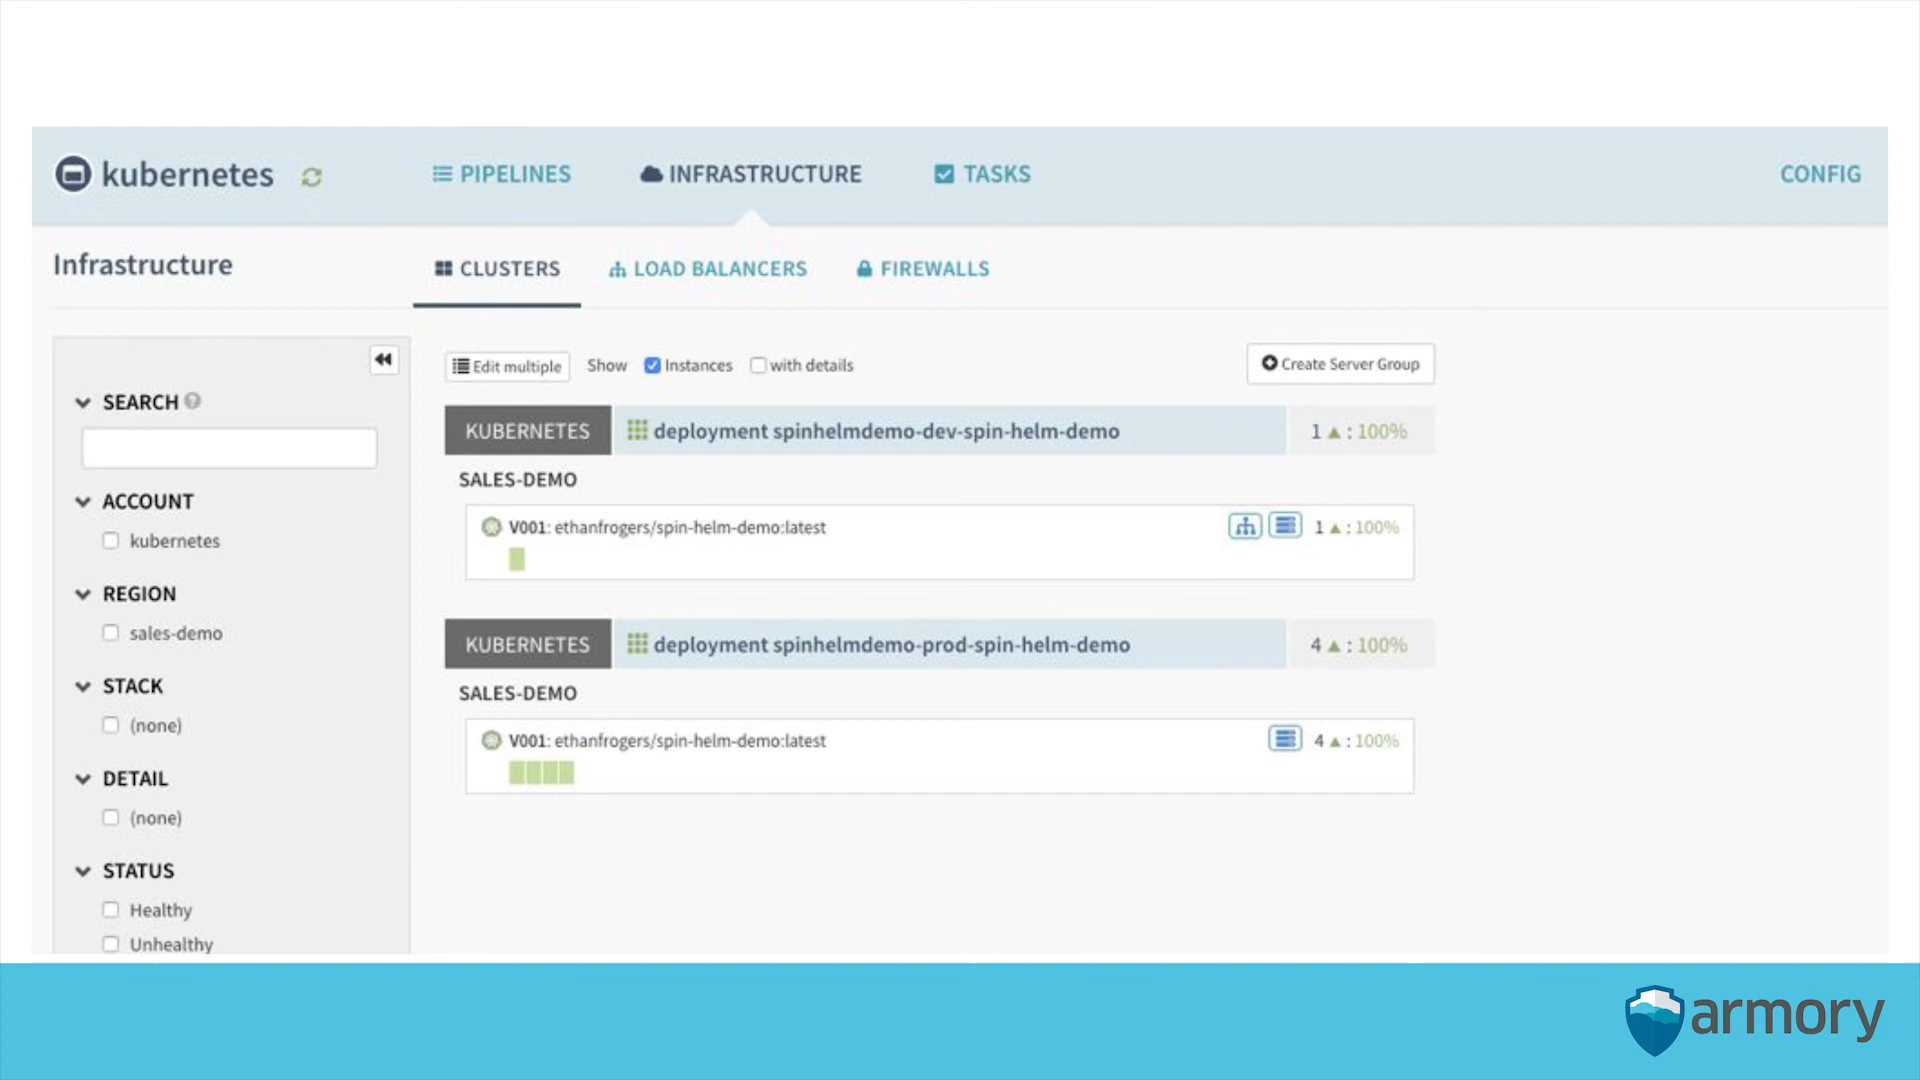 kubernetes
PIPELINES
INFRASTRUCTURE
TASKS
CONFIG
Infrastructure
CLUSTERS
LOAD BALANCERS
FIREWALLS
SEARCH
ACCOUNT
kubernetes
REGION
sales-demo
STACK
(none)
DETAIL
(none)
STATUS
Healthy
Unhealthy
Edit multiple
Show
Instances
with details
Create Server Group
KUBERNETES
deployment spinhelmdemo-dev-spin-helm-demo
1 ▲ : 100%
SALES-DEMO
V001: ethanfrogers/spin-helm-demo:latest
1 ▲ : 100%
KUBERNETES
deployment spinhelmdemo-prod-spin-helm-demo
4 ▲ : 100%
SALES-DEMO
V001: ethanfrogers/spin-helm-demo:latest
4 ▲ : 100%
armory